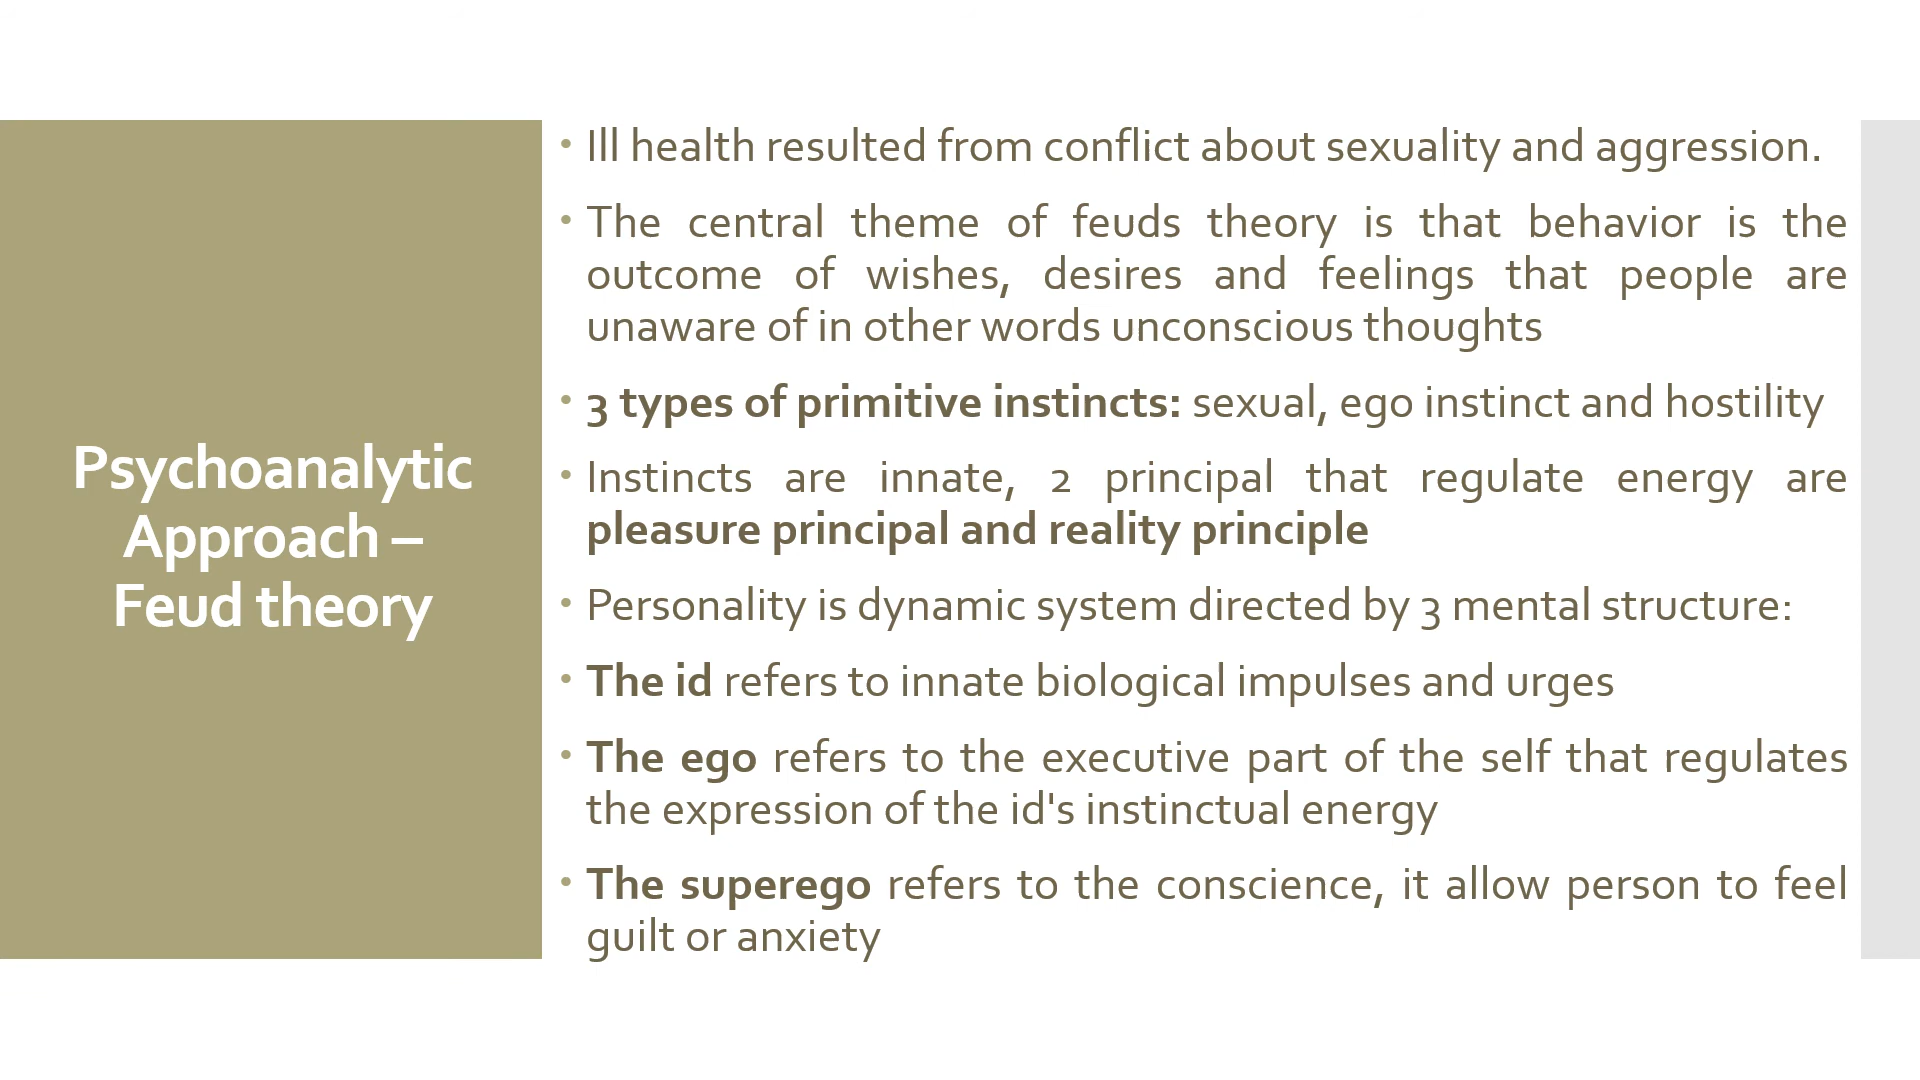 Psychoanalytic
Approach –
Feud theory
• Ill health resulted from conflict about sexuality and aggression.
• The central theme of feuds theory is that behavior is the
outcome of wishes, desires and feelings that people are
unaware of in other words unconscious thoughts
• 3 types of primitive instincts: sexual, ego instinct and hostility
• Instincts are innate, 2 principal that regulate energy are
pleasure principal and reality principle
• Personality is dynamic system directed by 3 mental structure:
• The id refers to innate biological impulses and urges
• The ego refers to the executive part of the self that regulates
the expression of the id's instinctual energy
• The superego refers to the conscience, it allow person to feel
guilt or anxiety